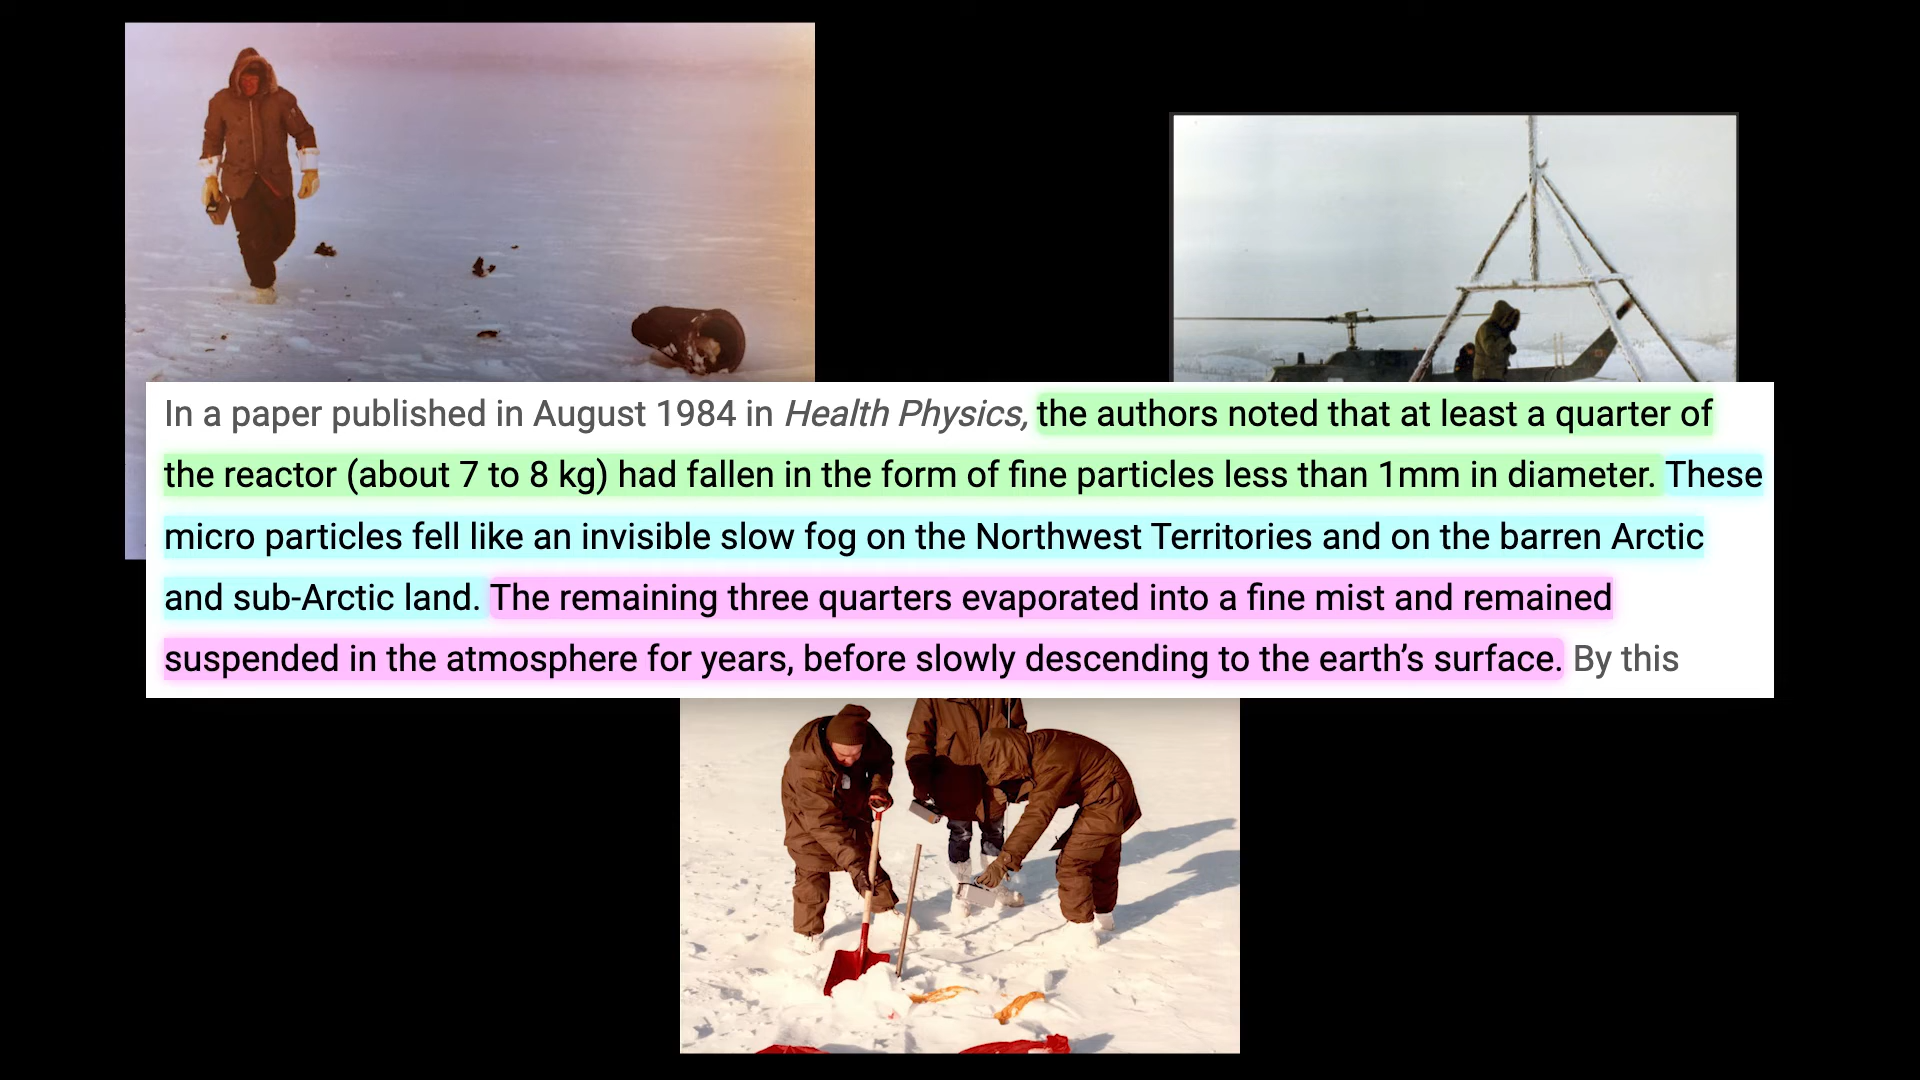 In a paper published in August 1984 in Health Physics, the authors noted that at least a quarter of
the reactor (about 7 to 8 kg) had fallen in the form of fine particles less than 1mm in diameter. These
micro particles fell like an invisible slow fog on the Northwest Territories and on the barren Arctic
and sub-Arctic land. The remaining three quarters evaporated into a fine mist and remained
suspended in the atmosphere for years, before slowly descending to the earth’s surface. By this